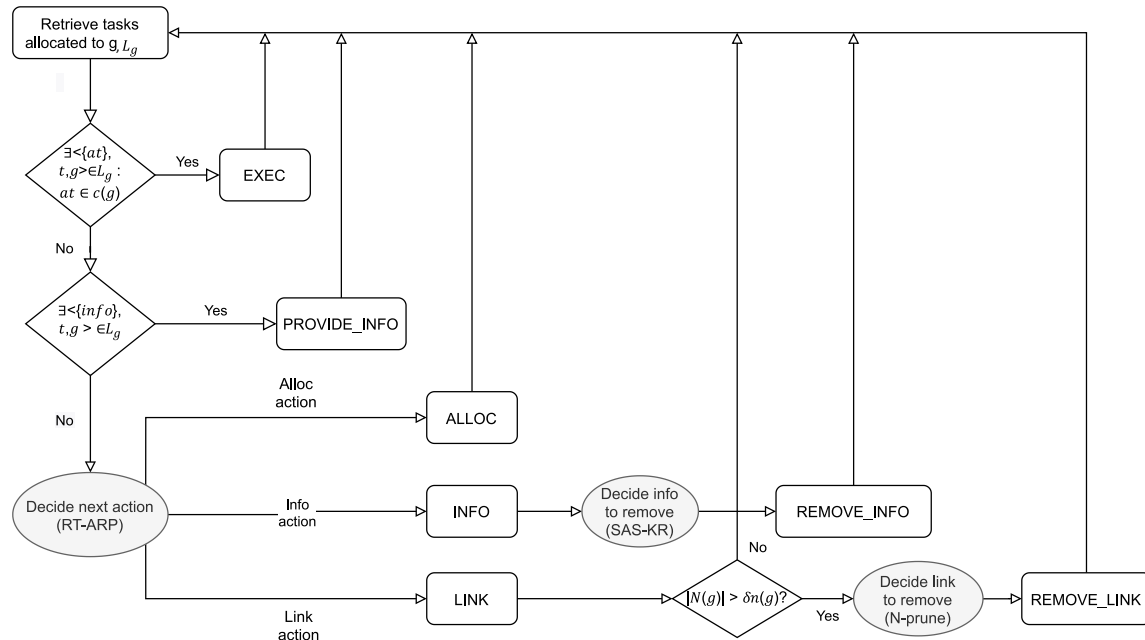 Retrieve tasks
allocated to g, L_g
∃<{at},
t,g>∈L_g :
at ∈ c(g)
Yes
EXEC
No
∃<{info},
t,g > ∈L_g
Yes
PROVIDE_INFO
No
Alloc
action
ALLOC
Decide next action
(RT-ARP)
Info
action
INFO
Decide info
to remove
(SAS-KR)
REMOVE_INFO
No
Link
action
LINK
|N(g)| > δn(g)?
Yes
Decide link
to remove
(N-prune)
REMOVE_LINK